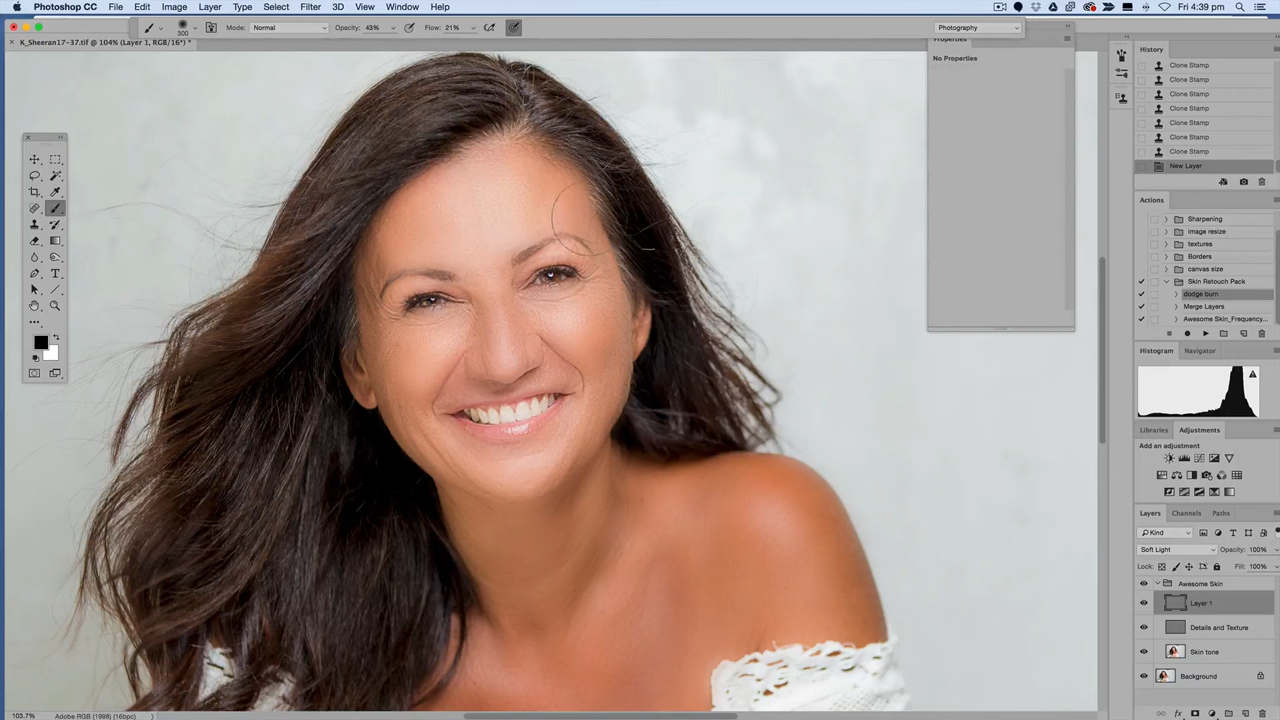 Photoshop CC File Edit Image Layer Type Select Filter 3D View Window Help Fri 4:39 pm
300 Mode: Normal Opacity: 43% Flow: 21% Photography
× K_Sheeran17-37.tif @ 104% (Layer 1, RGB/16*) *
Properties
No Properties
History
Clone Stamp
Clone Stamp
Clone Stamp
Clone Stamp
Clone Stamp
Clone Stamp
Clone Stamp
New Layer
Actions
Sharpening
image resize
textures
Borders
canvas size
Skin Retouch Pack
dodge burn
Merge Layers
Awesome Skin_Frequency...
Histogram Navigator
Libraries Adjustments
Add an adjustment
Layers Channels Paths
Kind
Soft Light Opacity: 100%
Lock: Fill: 100%
Awesome Skin
Layer 1
Details and Texture
Skin tone
Background
103.7% Adobe RGB (1998) (16bpc)